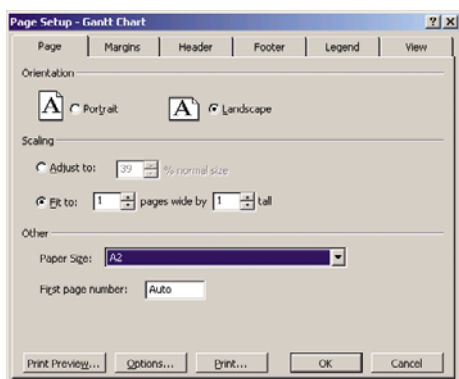 Page Setup - Gantt Chart
Page Margins Header Footer Legend View
Orientation
A Portrait A Landscape
Scaling
Adjust to: 39 % normal size
Fit to: 1 pages wide by 1 tall
Other
Paper Size: A2
First page number: Auto
Print Preview... Options... Print... OK Cancel